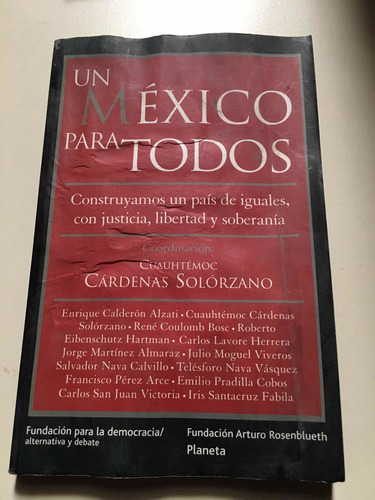 UN
MÉXICO
PARA TODOS
Construyamos un país de iguales,
con justicia, libertad y soberanía
Coordinación:
CUAUHTÉMOC
CÁRDENAS SOLÓRZANO
Enrique Calderón Alzati • Cuauhtémoc Cárdenas
Solórzano • René Coulomb Bosc • Roberto
Eibenschutz Hartman • Carlos Lavore Herrera
Jorge Martínez Almaraz • Julio Moguel Viveros
Salvador Nava Calvillo • Telésforo Nava Vásquez
Francisco Pérez Arce • Emilio Pradilla Cobos
Carlos San Juan Victoria • Iris Santacruz Fabila
Fundación para la democracia/
alternativa y debate
Fundación Arturo Rosenblueth
Planeta